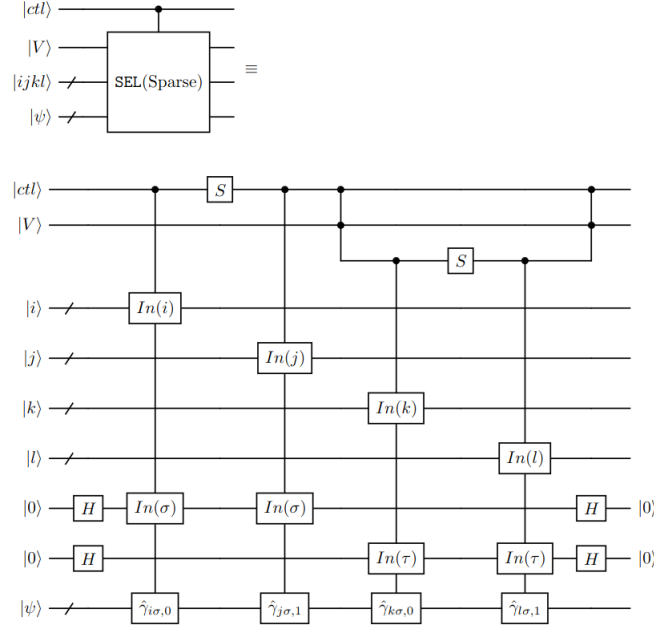 |ctl⟩
|V⟩
|ijkl⟩ SEL(Sparse) ≡
|ψ⟩
|ctl⟩ S
|V⟩
S
|i⟩ In(i)
|j⟩ In(j)
|k⟩ In(k)
|l⟩ In(l)
|0⟩ H In(σ) In(σ) H |0⟩
|0⟩ H In(τ) In(τ) H |0⟩
|ψ⟩ γ̂iσ,0 γ̂jσ,1 γ̂kσ,0 γ̂lσ,1